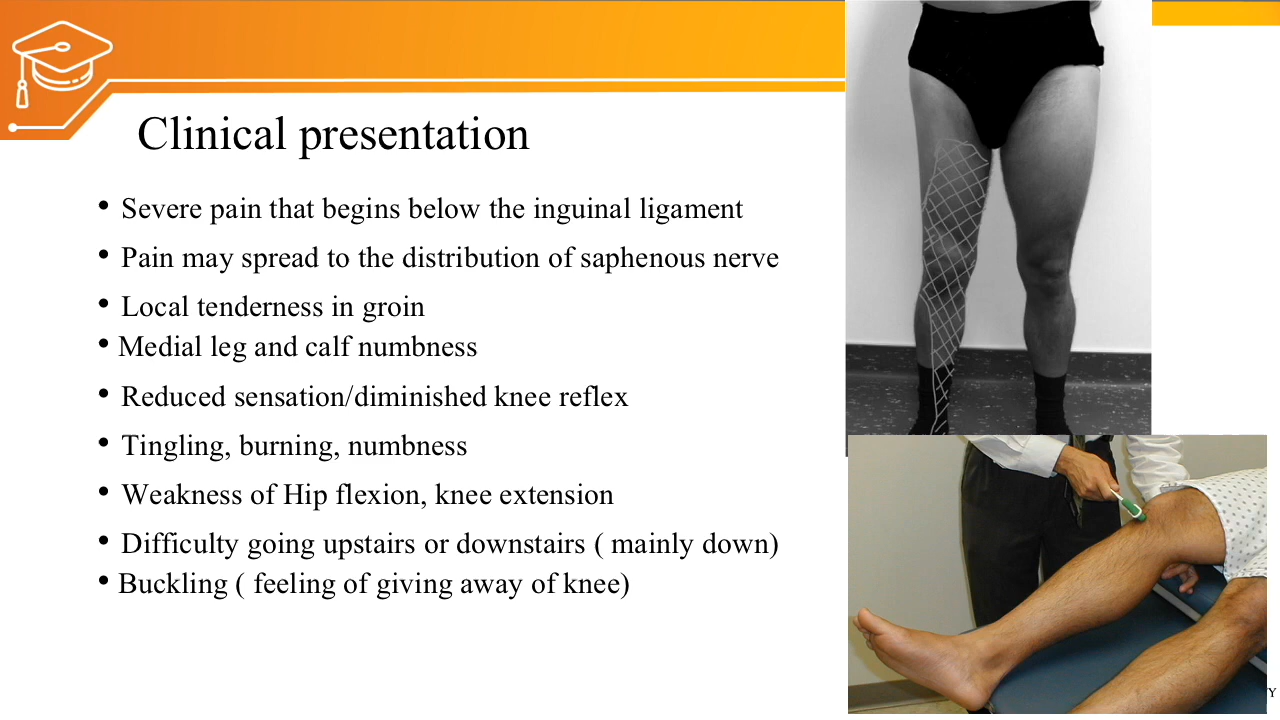 Clinical presentation
• Severe pain that begins below the inguinal ligament
• Pain may spread to the distribution of saphenous nerve
• Local tenderness in groin
• Medial leg and calf numbness
• Reduced sensation/diminished knee reflex
• Tingling, burning, numbness
• Weakness of Hip flexion, knee extension
• Difficulty going upstairs or downstairs ( mainly down)
• Buckling ( feeling of giving away of knee)
Y